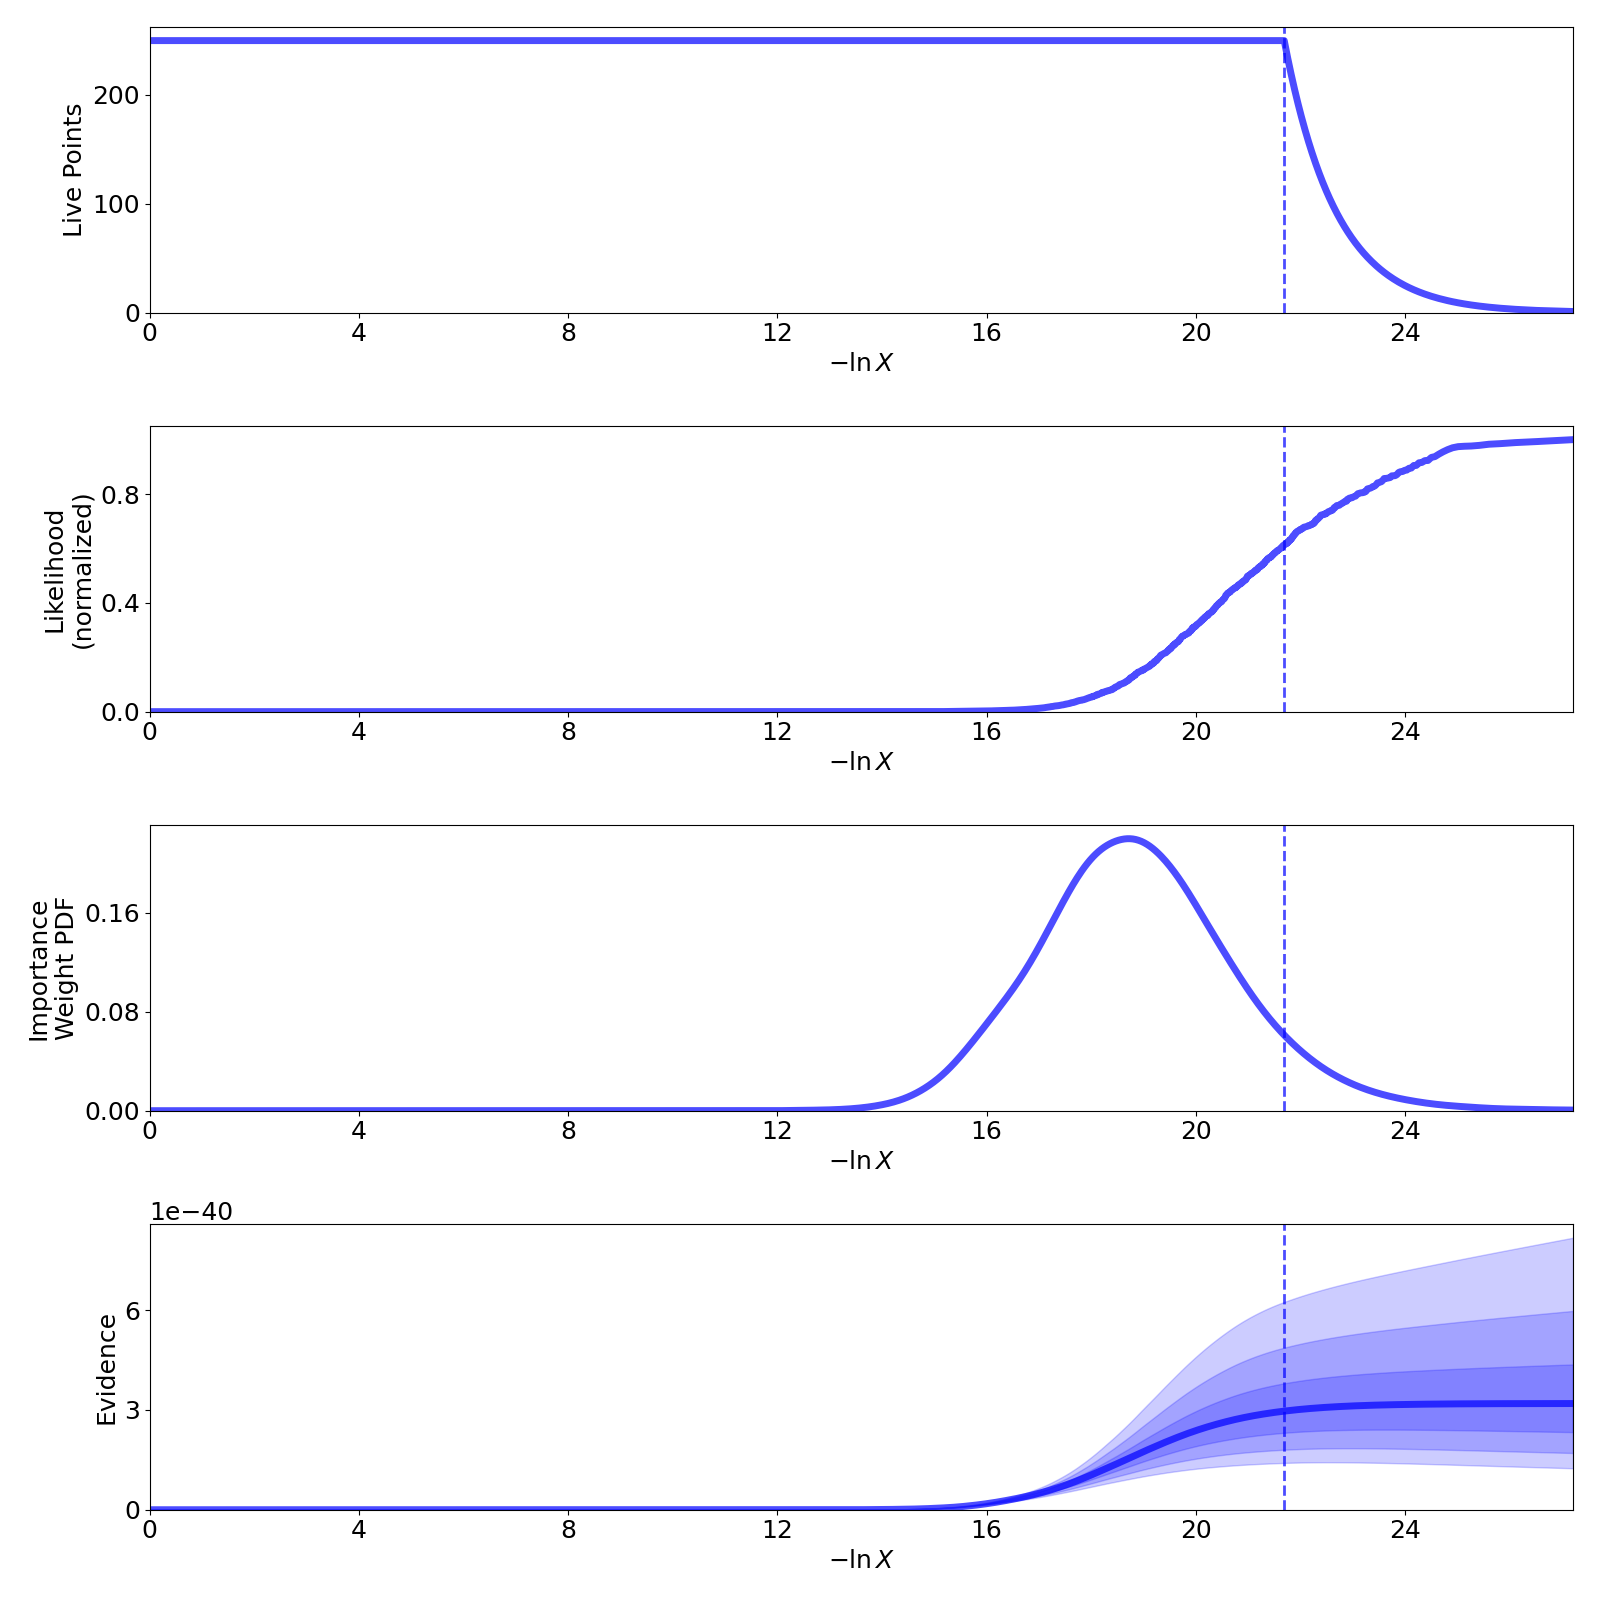 Live Points
200
100
0
0 4 8 12 16 20 24
−ln X
Likelihood
(normalized)
0.8
0.4
0.0
0 4 8 12 16 20 24
−ln X
Importance
Weight PDF
0.16
0.08
0.00
0 4 8 12 16 20 24
−ln X
1e−40
Evidence
6
3
0
0 4 8 12 16 20 24
−ln X